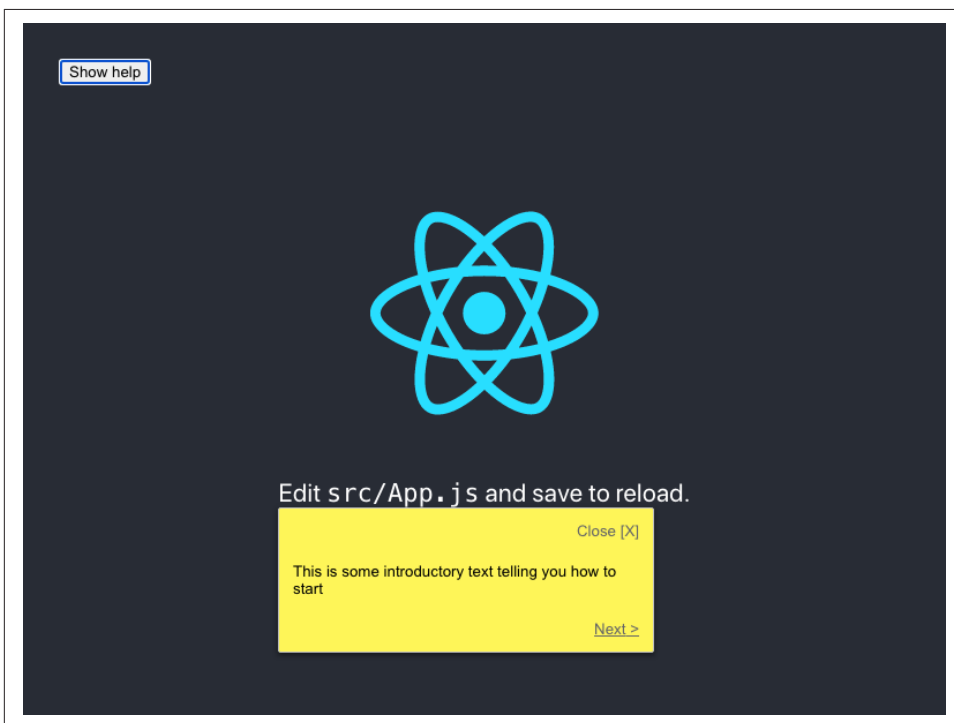 Show help
Edit src/App.js and save to reload.
Close [X]
This is some introductory text telling you how to
start
Next >